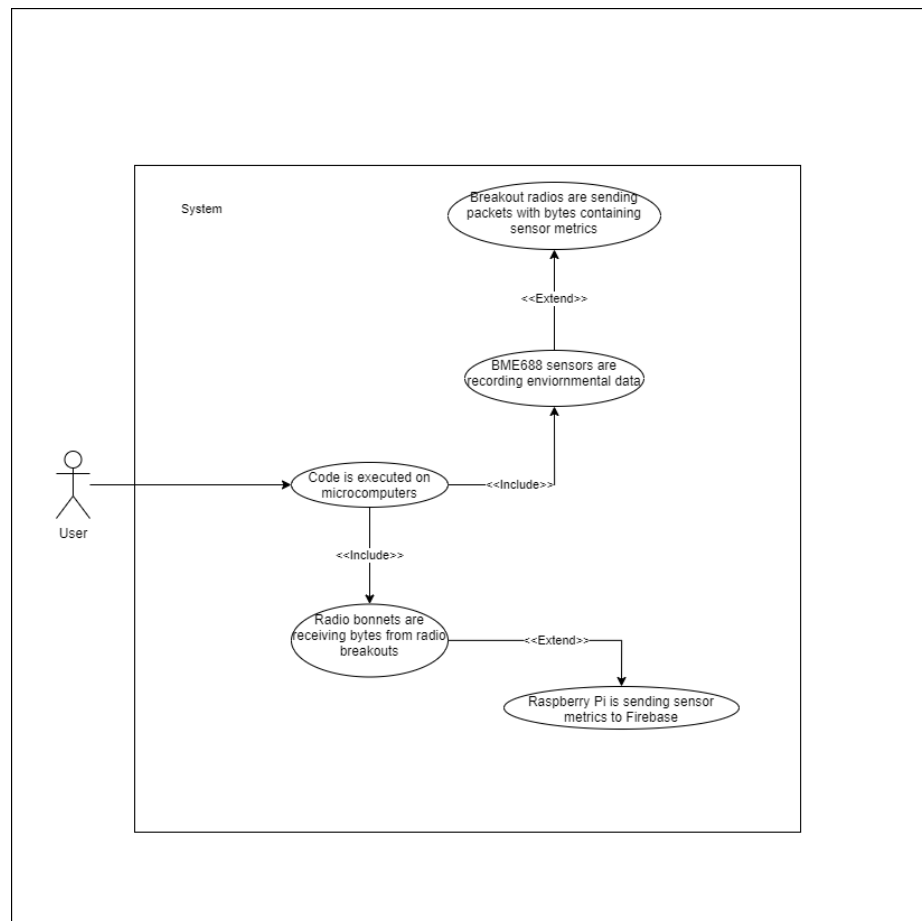 System
Breakout radios are sending
packets with bytes containing
sensor metrics
<<Extend>>
BME688 sensors are
recording enviornmental data
User
Code is executed on
microcomputers
<<Include>>
<<Include>>
Radio bonnets are
receiving bytes from radio
breakouts
<<Extend>>
Raspberry Pi is sending sensor
metrics to Firebase